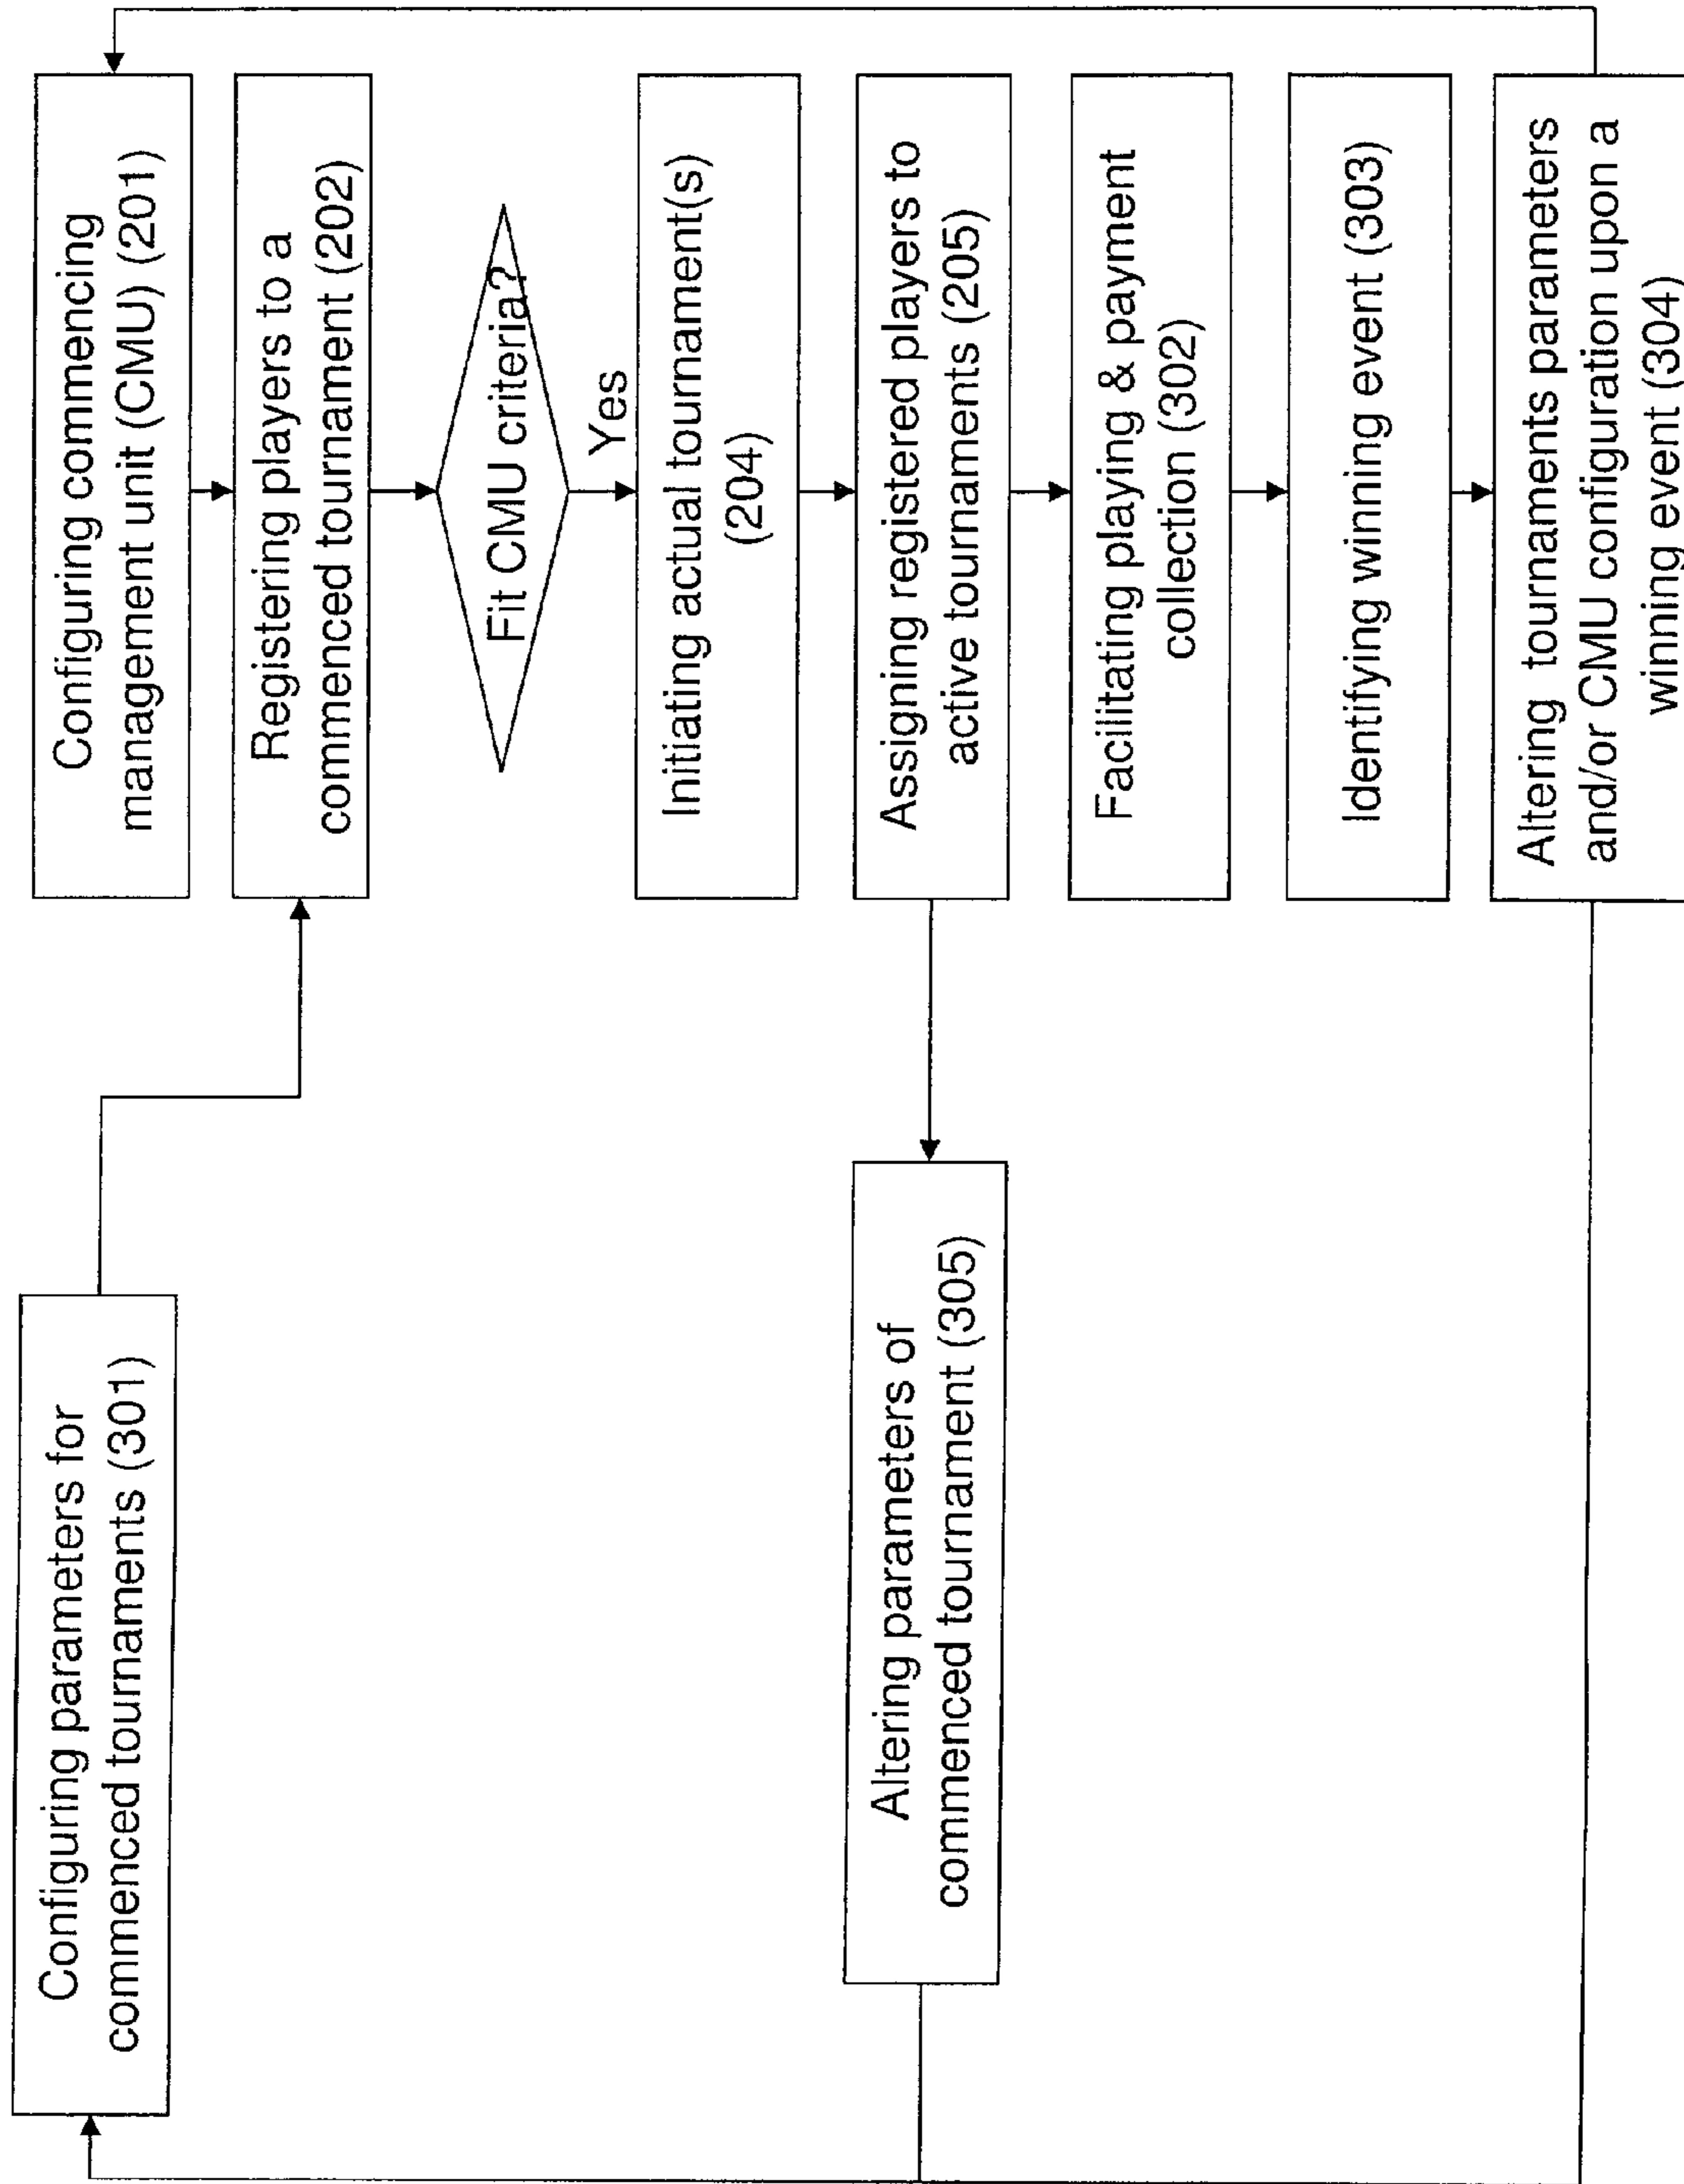 Configuring parameters for
commenced tournaments (301)
Configuring commencing
management unit (CMU) (201)
Registering players to a
commenced tournament (202)
Fit CMU criteria?
Yes
Initiating actual tournament(s)
(204)
Assigning registered players to
active tournaments (205)
Altering parameters of
commenced tournament (305)
Facilitating playing & payment
collection (302)
Identifying winning event (303)
Altering tournaments parameters
and/or CMU configuration upon a
winning event (304)